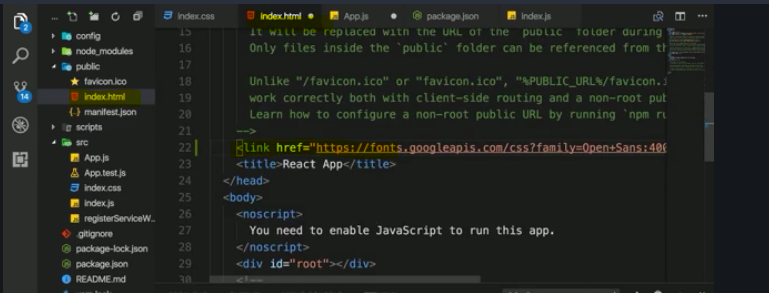 2
14
...
config
node_modules
public
favicon.ico
index.html
manifest.json
scripts
src
App.js
App.test.js
index.css
index.js
registerServiceW...
.gitignore
package-lock.json
package.json
README.md
index.css
index.html
App.js
package.json
index.js
...
15 It will be replaced with the URL of the `public` folder during
16 Only files inside the `public` folder can be referenced from th
17
18 Unlike "/favicon.ico" or "favicon.ico", "%PUBLIC_URL%/favicon.i
19 work correctly both with client-side routing and a non-root pub
20 Learn how to configure a non-root public URL by running `npm ru
21 -->
22 <link href="https://fonts.googleapis.com/css?family=Open+Sans:400
23 <title>React App</title>
24 </head>
25 <body>
26 <noscript>
27 You need to enable JavaScript to run this app.
28 </noscript>
29 <div id="root"></div>
30 <!--